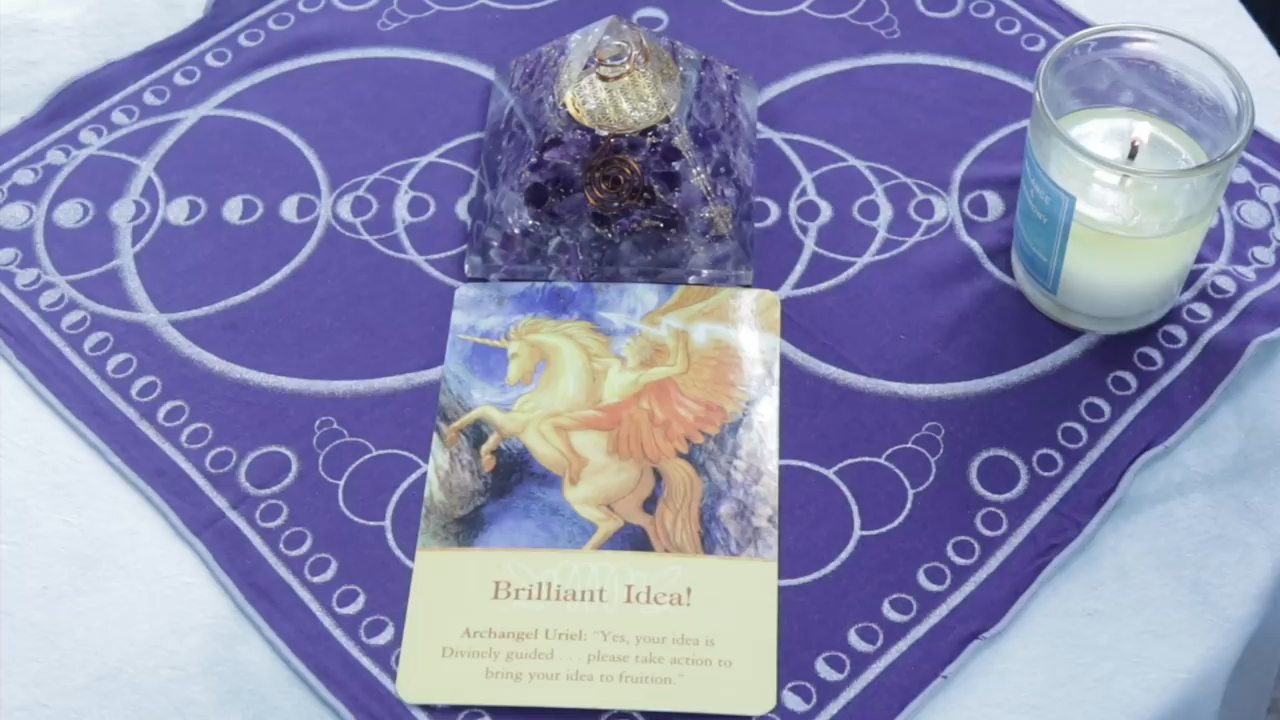 Brilliant Idea!
Archangel Uriel: "Yes, your idea is
Divinely guided . . . please take action to
bring your idea to fruition."